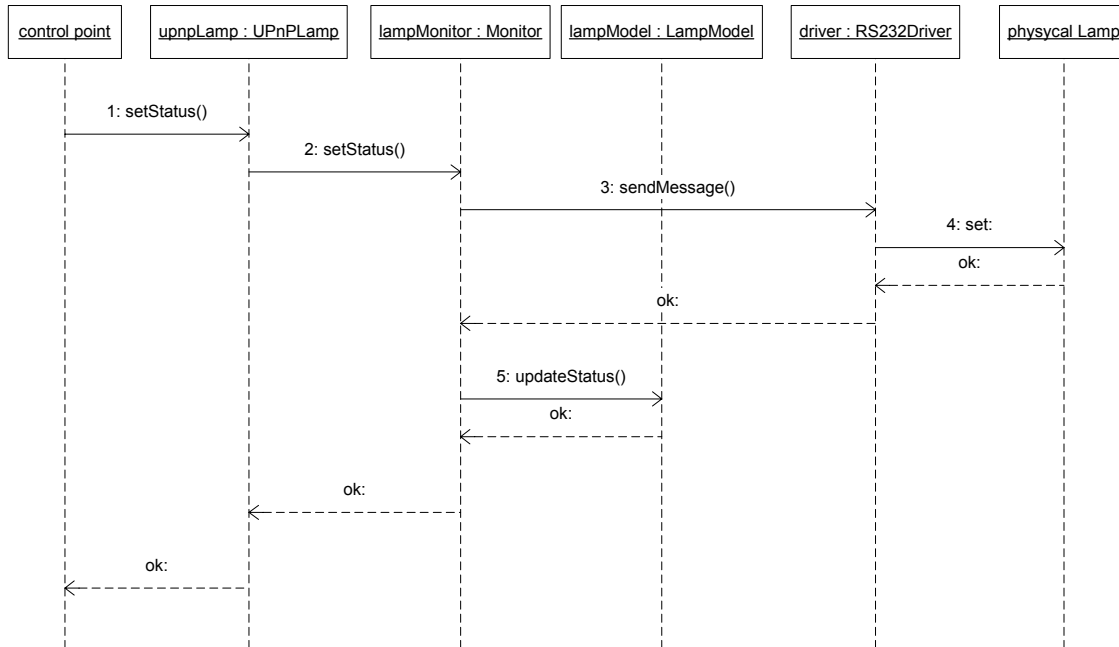 control point
upnpLamp : UPnPLamp
lampMonitor : Monitor
lampModel : LampModel
driver : RS232Driver
physycal Lamp
1: setStatus()
2: setStatus()
3: sendMessage()
4: set:
ok:
ok:
5: updateStatus()
ok:
ok:
ok: